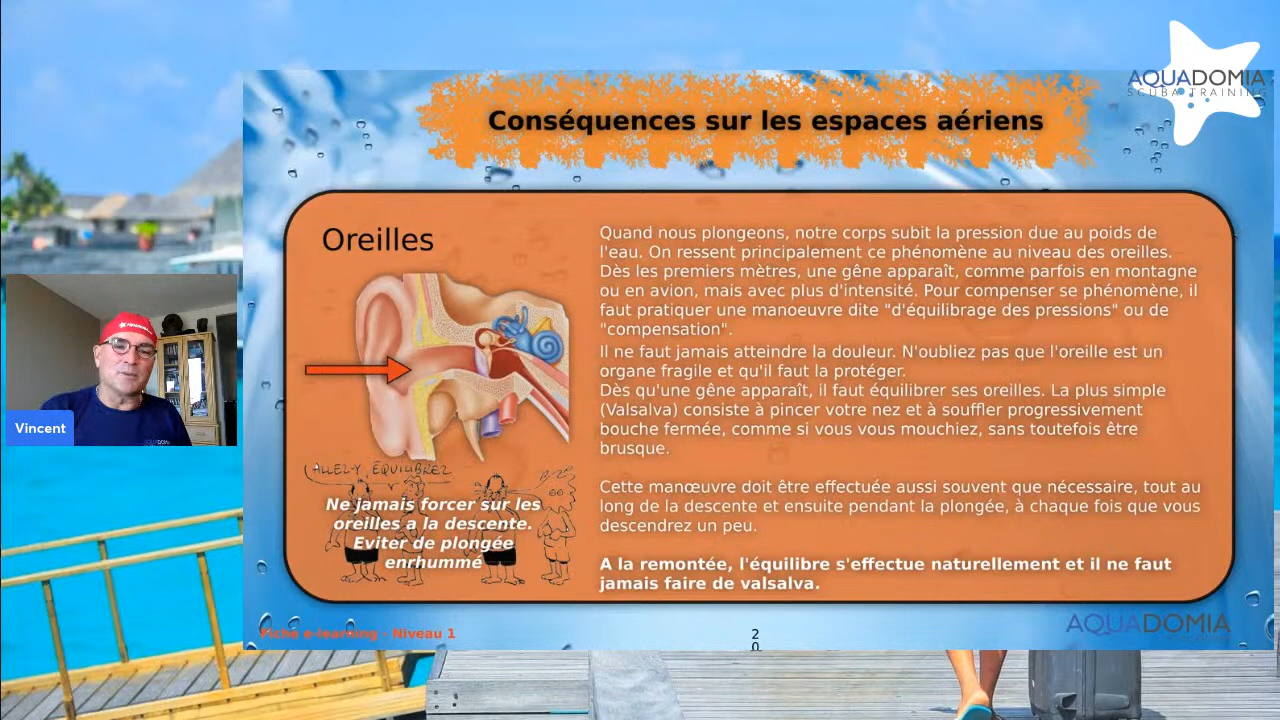 AQUADOMIA
SCUBA TRAINING
Conséquences sur les espaces aériens
Oreilles
Quand nous plongeons, notre corps subit la pression due au poids de
l'eau. On ressent principalement ce phénomène au niveau des oreilles.
Dès les premiers mètres, une gêne apparaît, comme parfois en montagne
ou en avion, mais avec plus d'intensité. Pour compenser se phénomène, il
faut pratiquer une manoeuvre dite "d'équilibrage des pressions" ou de
"compensation".
Il ne faut jamais atteindre la douleur. N'oubliez pas que l'oreille est un
organe fragile et qu'il faut la protéger.
Dès qu'une gêne apparaît, il faut équilibrer ses oreilles. La plus simple
(Valsalva) consiste à pincer votre nez et à souffler progressivement
bouche fermée, comme si vous vous mouchiez, sans toutefois être
brusque.
Cette manœuvre doit être effectuée aussi souvent que nécessaire, tout au
long de la descente et ensuite pendant la plongée, à chaque fois que vous
descendrez un peu.
A la remontée, l'équilibre s'effectue naturellement et il ne faut
jamais faire de valsalva.
ALLEZ-Y, ÉQUILIBREZ
Ne jamais forcer sur les
oreilles a la descente.
Eviter de plongée
enrhummé
Vincent
Fiche e-learning - Niveau 1
2
0
AQUADOMIA